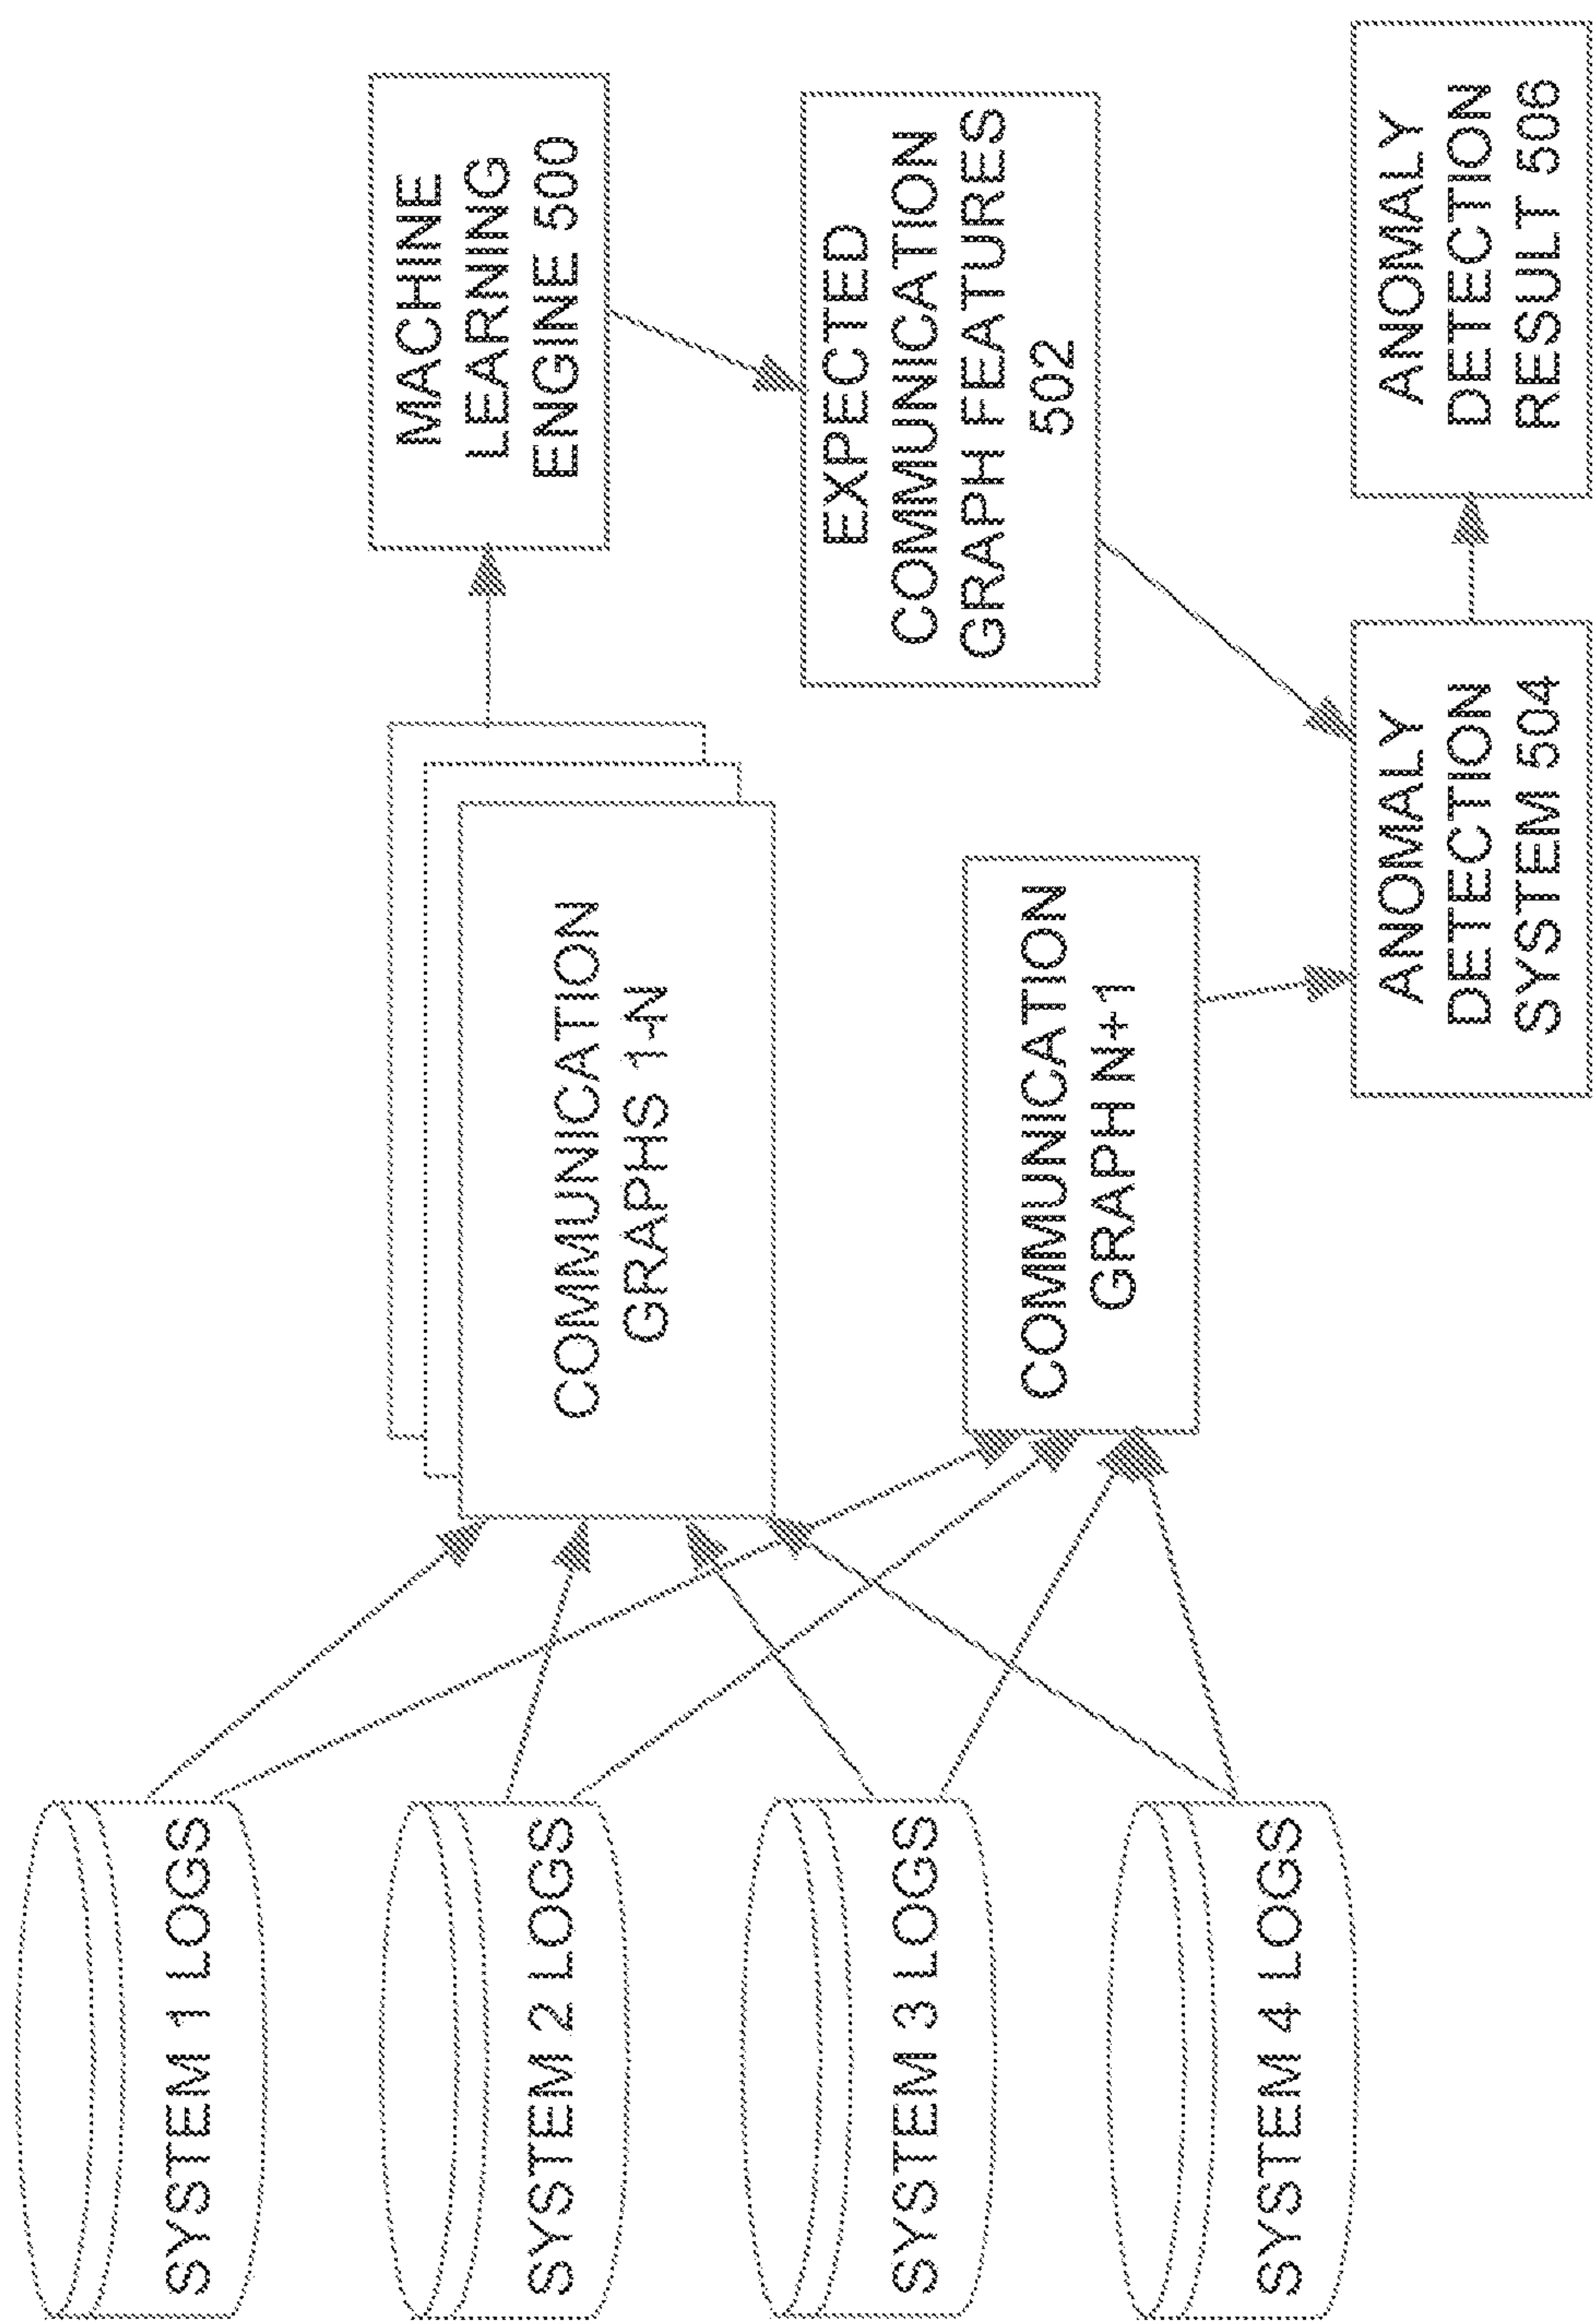 SYSTEM 1 LOGS
SYSTEM 2 LOGS
SYSTEM 3 LOGS
SYSTEM 4 LOGS
COMMUNICATION
GRAPHS 1-N
COMMUNICATION
GRAPH N+1
MACHINE
LEARNING
ENGINE 500
EXPECTED
COMMUNICATION
GRAPH FEATURES
502
ANOMALY
DETECTION
SYSTEM 504
ANOMALY
DETECTION
RESULT 506